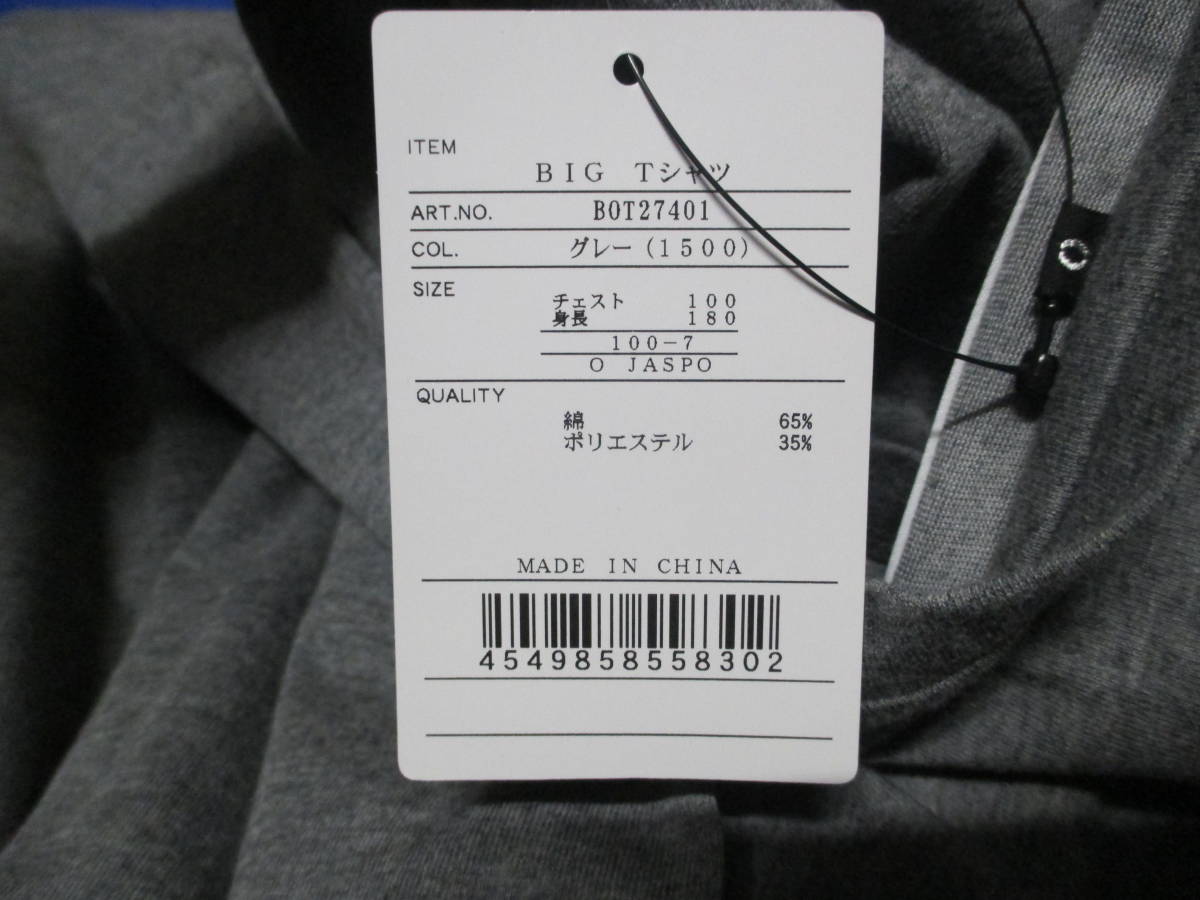 ITEM
BIG Tシャツ
ART.NO. BOT27401
COL. グレー(1500)
SIZE
チェスト 100
身長 180
100-7
O JASPO
QUALITY
綿 65%
ポリエステル 35%
MADE IN CHINA
4549858558302